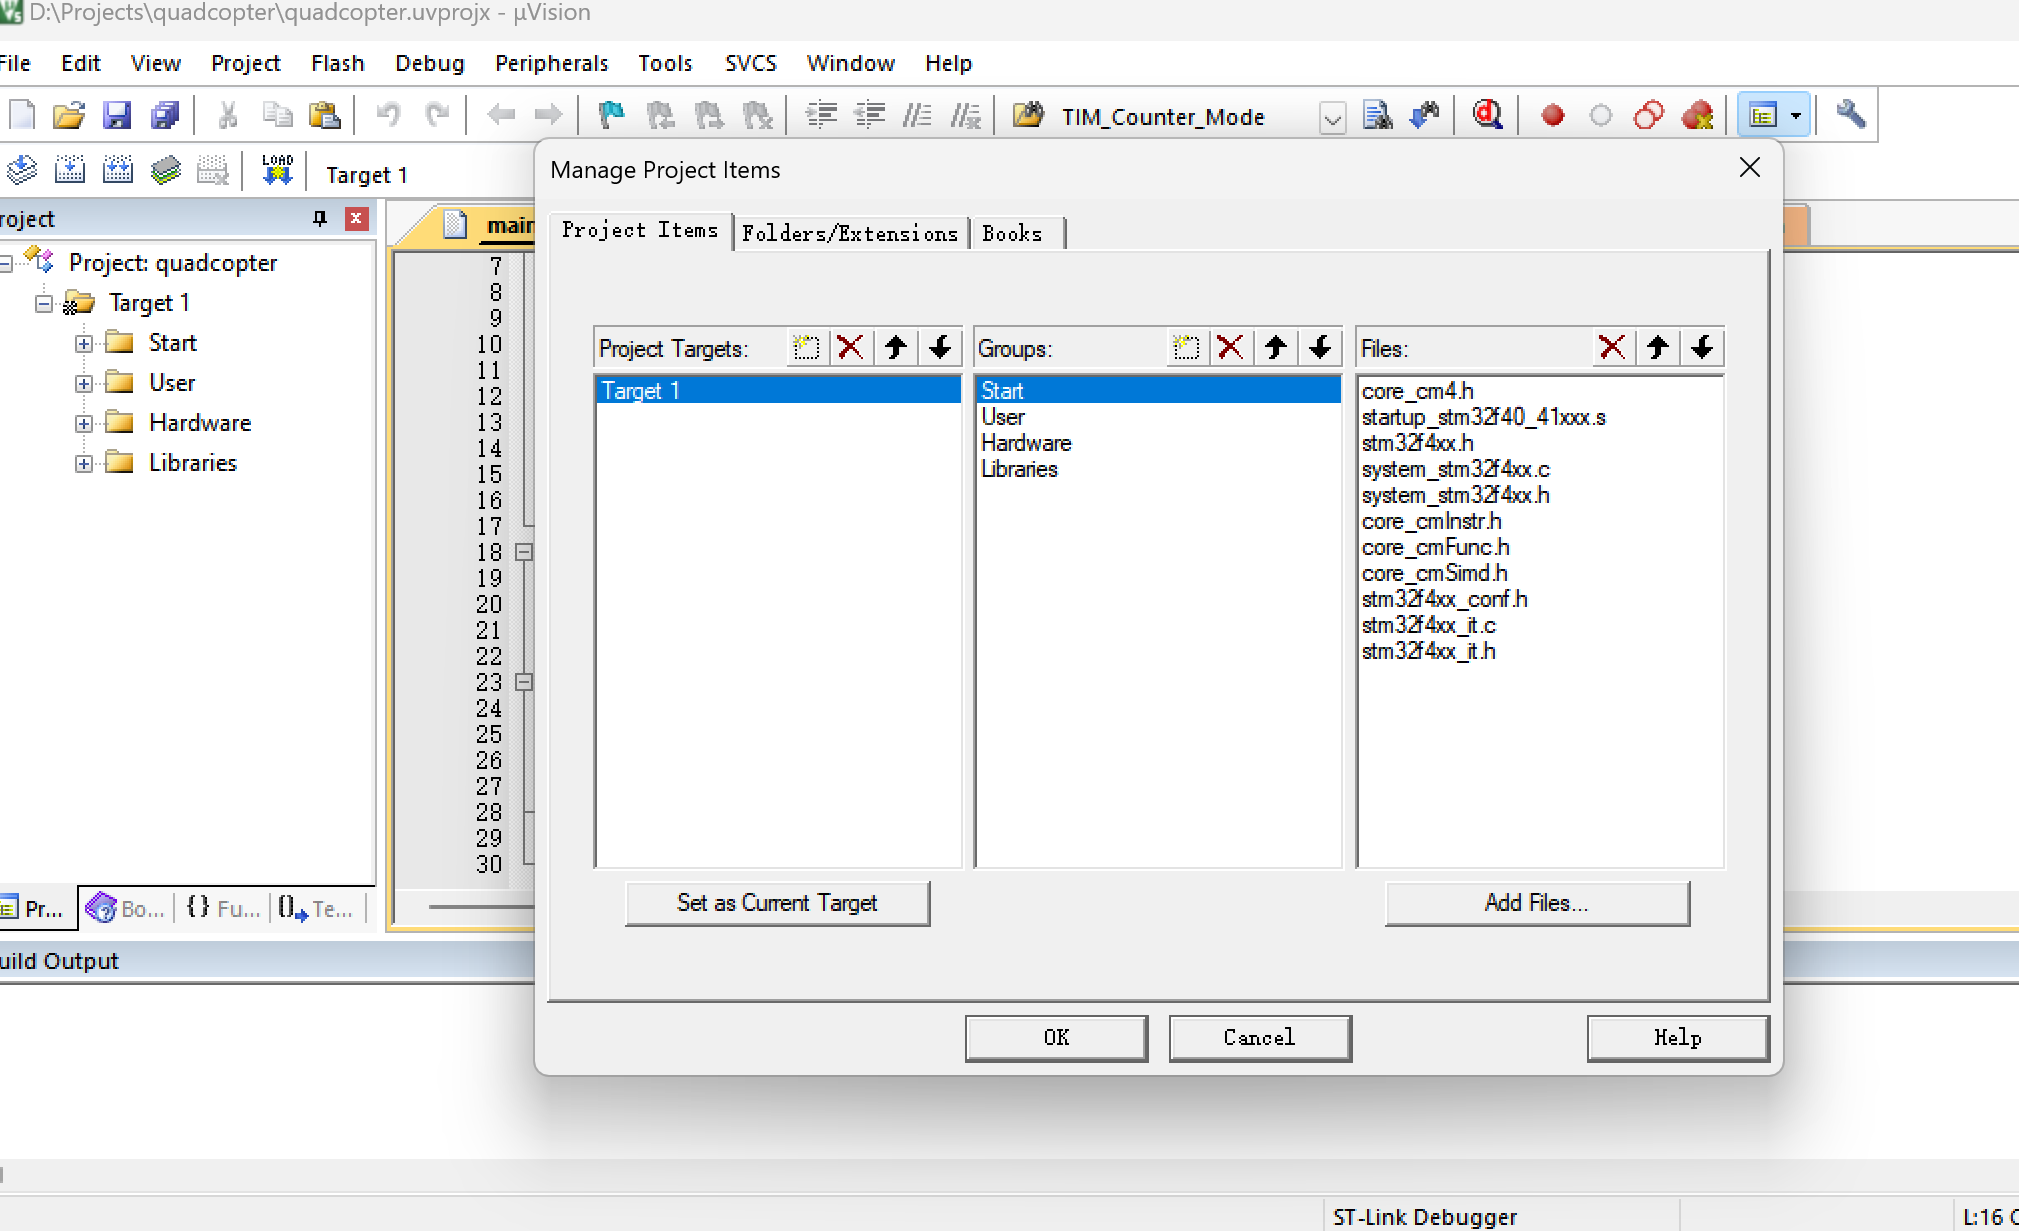 D:\Projects\quadcopter\quadcopter.uvprojx - µVision
File Edit View Project Flash Debug Peripherals Tools SVCS Window Help
TIM_Counter_Mode
LOAD
Target 1
Manage Project Items
Project Items
Folders/Extensions
Books
roject
main
Project: quadcopter
Target 1
Start
User
Hardware
Libraries
7
8
9
10
11
12
13
14
15
16
17
18
19
20
21
22
23
24
25
26
27
28
29
30
Project Targets:
Target 1
Set as Current Target
Groups:
Start
User
Hardware
Libraries
Files:
core_cm4.h
startup_stm32f40_41xxx.s
stm32f4xx.h
system_stm32f4xx.c
system_stm32f4xx.h
core_cmInstr.h
core_cmFunc.h
core_cmSimd.h
stm32f4xx_conf.h
stm32f4xx_it.c
stm32f4xx_it.h
Add Files...
Pr... Bo... {} Fu... Te...
uild Output
OK
Cancel
Help
ST-Link Debugger
L:16 C